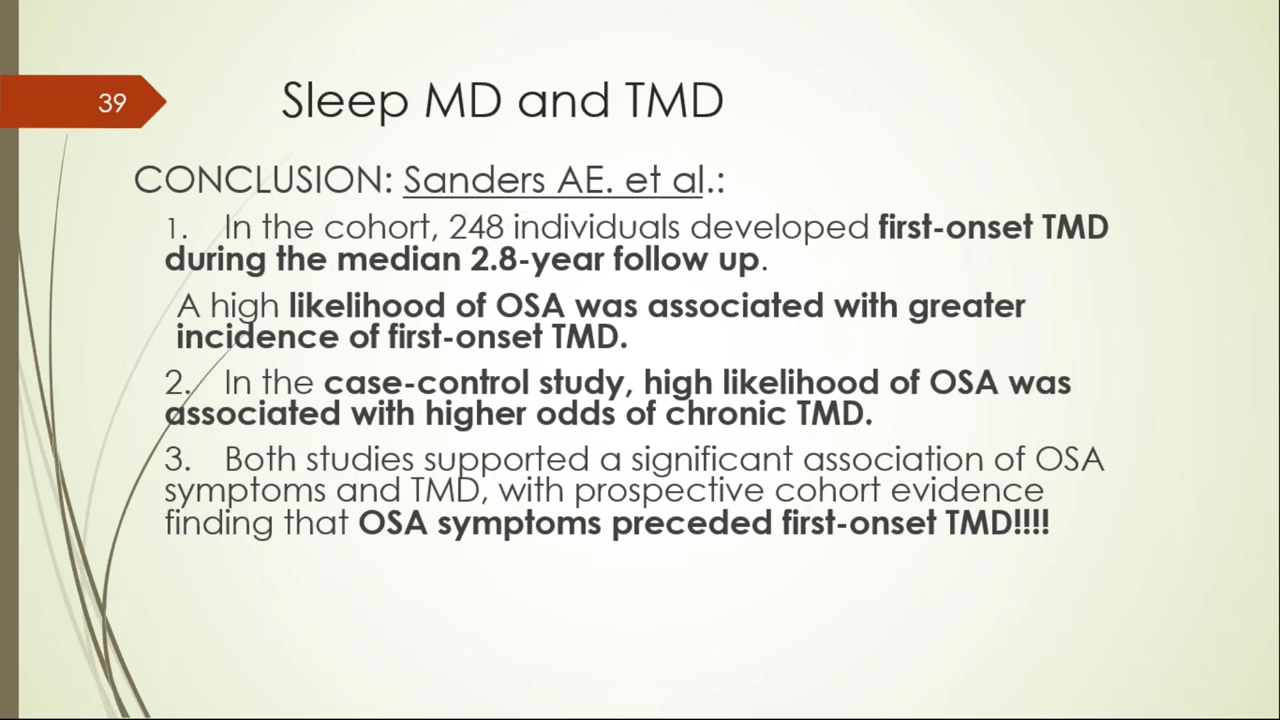 39
Sleep MD and TMD
CONCLUSION: Sanders AE. et al.:
1. In the cohort, 248 individuals developed first-onset TMD
during the median 2.8-year follow up.
A high likelihood of OSA was associated with greater
incidence of first-onset TMD.
2. In the case-control study, high likelihood of OSA was
associated with higher odds of chronic TMD.
3. Both studies supported a significant association of OSA
symptoms and TMD, with prospective cohort evidence
finding that OSA symptoms preceded first-onset TMD!!!!